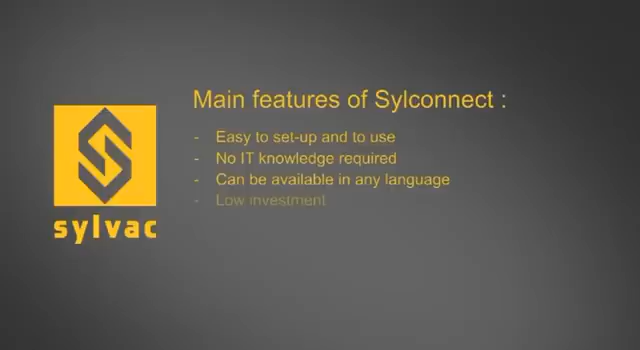 Main features of Sylconnect :
- Easy to set-up and to use
- No IT knowledge required
- Can be available in any language
- Low investment
sylvac